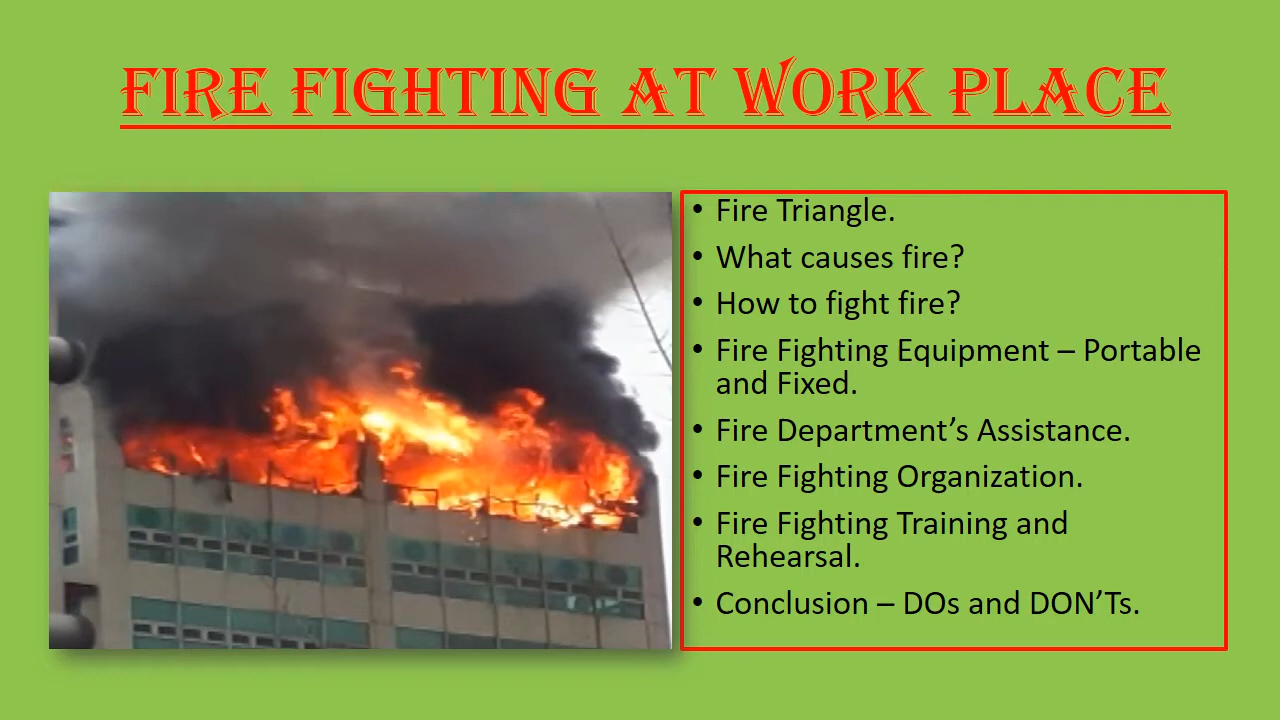 FIRE FIGHTING AT WORK PLACE
• Fire Triangle.
• What causes fire?
• How to fight fire?
• Fire Fighting Equipment – Portable
and Fixed.
• Fire Department’s Assistance.
• Fire Fighting Organization.
• Fire Fighting Training and
Rehearsal.
• Conclusion – DOs and DON’Ts.